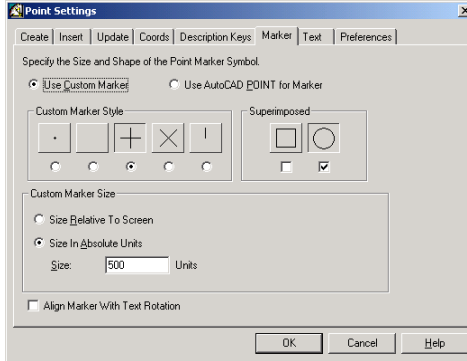 Point Settings
Create Insert Update Coords Description Keys Marker Text Preferences
Specify the Size and Shape of the Point Marker Symbol.
Use Custom Marker Use AutoCAD POINT for Marker
Custom Marker Style Superimposed
Custom Marker Size
Size Relative To Screen
Size In Absolute Units
Size: 500 Units
Align Marker With Text Rotation
OK Cancel Help